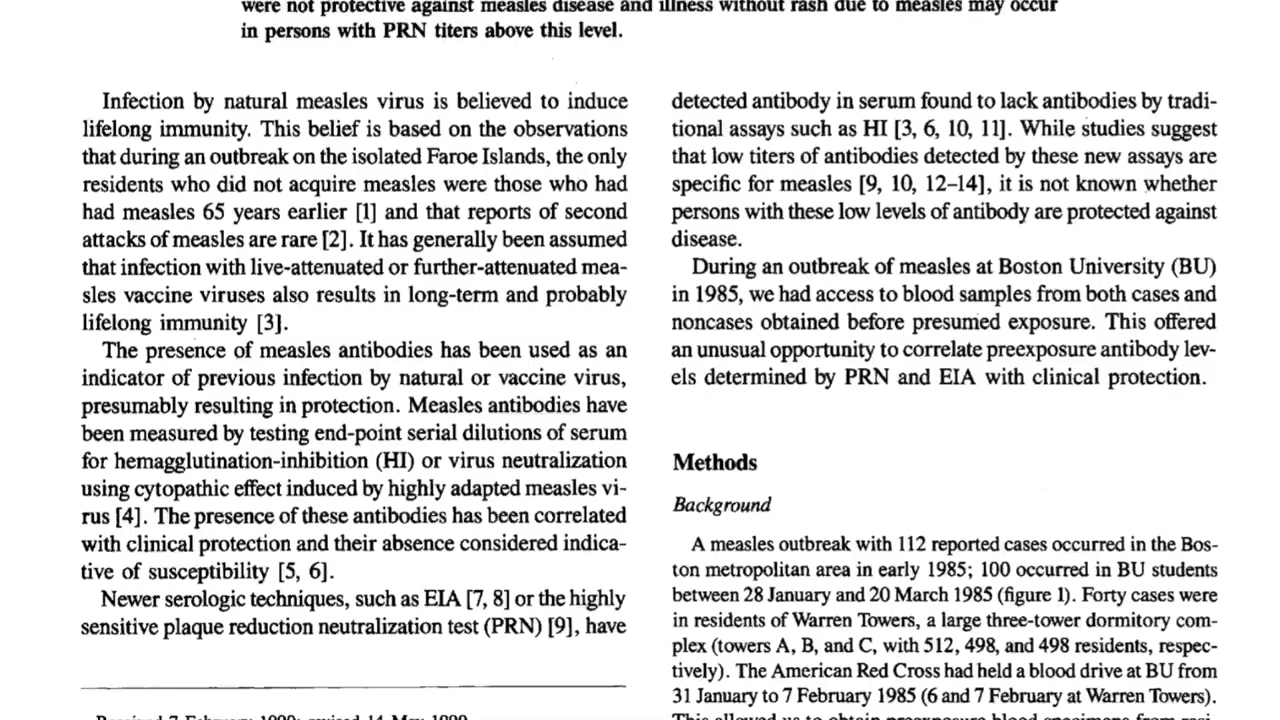 were not protective against measles disease and illness without rash due to measles may occur
in persons with PRN titers above this level.
Infection by natural measles virus is believed to induce
lifelong immunity. This belief is based on the observations
that during an outbreak on the isolated Faroe Islands, the only
residents who did not acquire measles were those who had
had measles 65 years earlier [1] and that reports of second
attacks of measles are rare [2]. It has generally been assumed
that infection with live-attenuated or further-attenuated mea-
sles vaccine viruses also results in long-term and probably
lifelong immunity [3].
The presence of measles antibodies has been used as an
indicator of previous infection by natural or vaccine virus,
presumably resulting in protection. Measles antibodies have
been measured by testing end-point serial dilutions of serum
for hemagglutination-inhibition (HI) or virus neutralization
using cytopathic effect induced by highly adapted measles vi-
rus [4]. The presence of these antibodies has been correlated
with clinical protection and their absence considered indica-
tive of susceptibility [5, 6].
Newer serologic techniques, such as EIA [7, 8] or the highly
sensitive plaque reduction neutralization test (PRN) [9], have
detected antibody in serum found to lack antibodies by tradi-
tional assays such as HI [3, 6, 10, 11]. While studies suggest
that low titers of antibodies detected by these new assays are
specific for measles [9, 10, 12–14], it is not known whether
persons with these low levels of antibody are protected against
disease.
During an outbreak of measles at Boston University (BU)
in 1985, we had access to blood samples from both cases and
noncases obtained before presumed exposure. This offered
an unusual opportunity to correlate preexposure antibody lev-
els determined by PRN and EIA with clinical protection.
Methods
Background
A measles outbreak with 112 reported cases occurred in the Bos-
ton metropolitan area in early 1985; 100 occurred in BU students
between 28 January and 20 March 1985 (figure 1). Forty cases were
in residents of Warren Towers, a large three-tower dormitory com-
plex (towers A, B, and C, with 512, 498, and 498 residents, respec-
tively). The American Red Cross had held a blood drive at BU from
31 January to 7 February 1985 (6 and 7 February at Warren Towers).